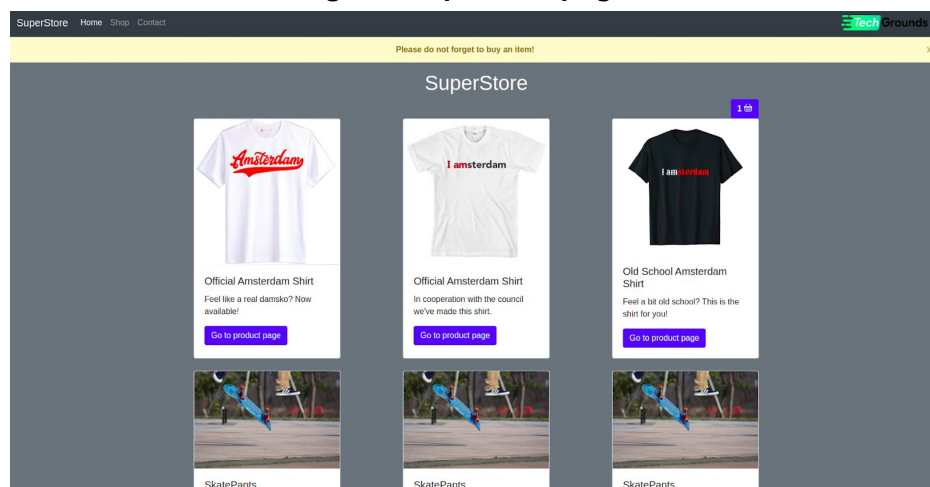 SuperStore Home Shop Contact
Tech Grounds
Please do not forget to buy an item!
SuperStore
1
Amsterdam
I amsterdam
I amsterdam
Official Amsterdam Shirt
Feel like a real damsko? Now
available!
Go to product page
Official Amsterdam Shirt
In cooperation with the council
we've made this shirt.
Go to product page
Old School Amsterdam
Shirt
Feel a bit old school? This is the
shirt for you!
Go to product page
SkatePants
SkatePants
SkatePants